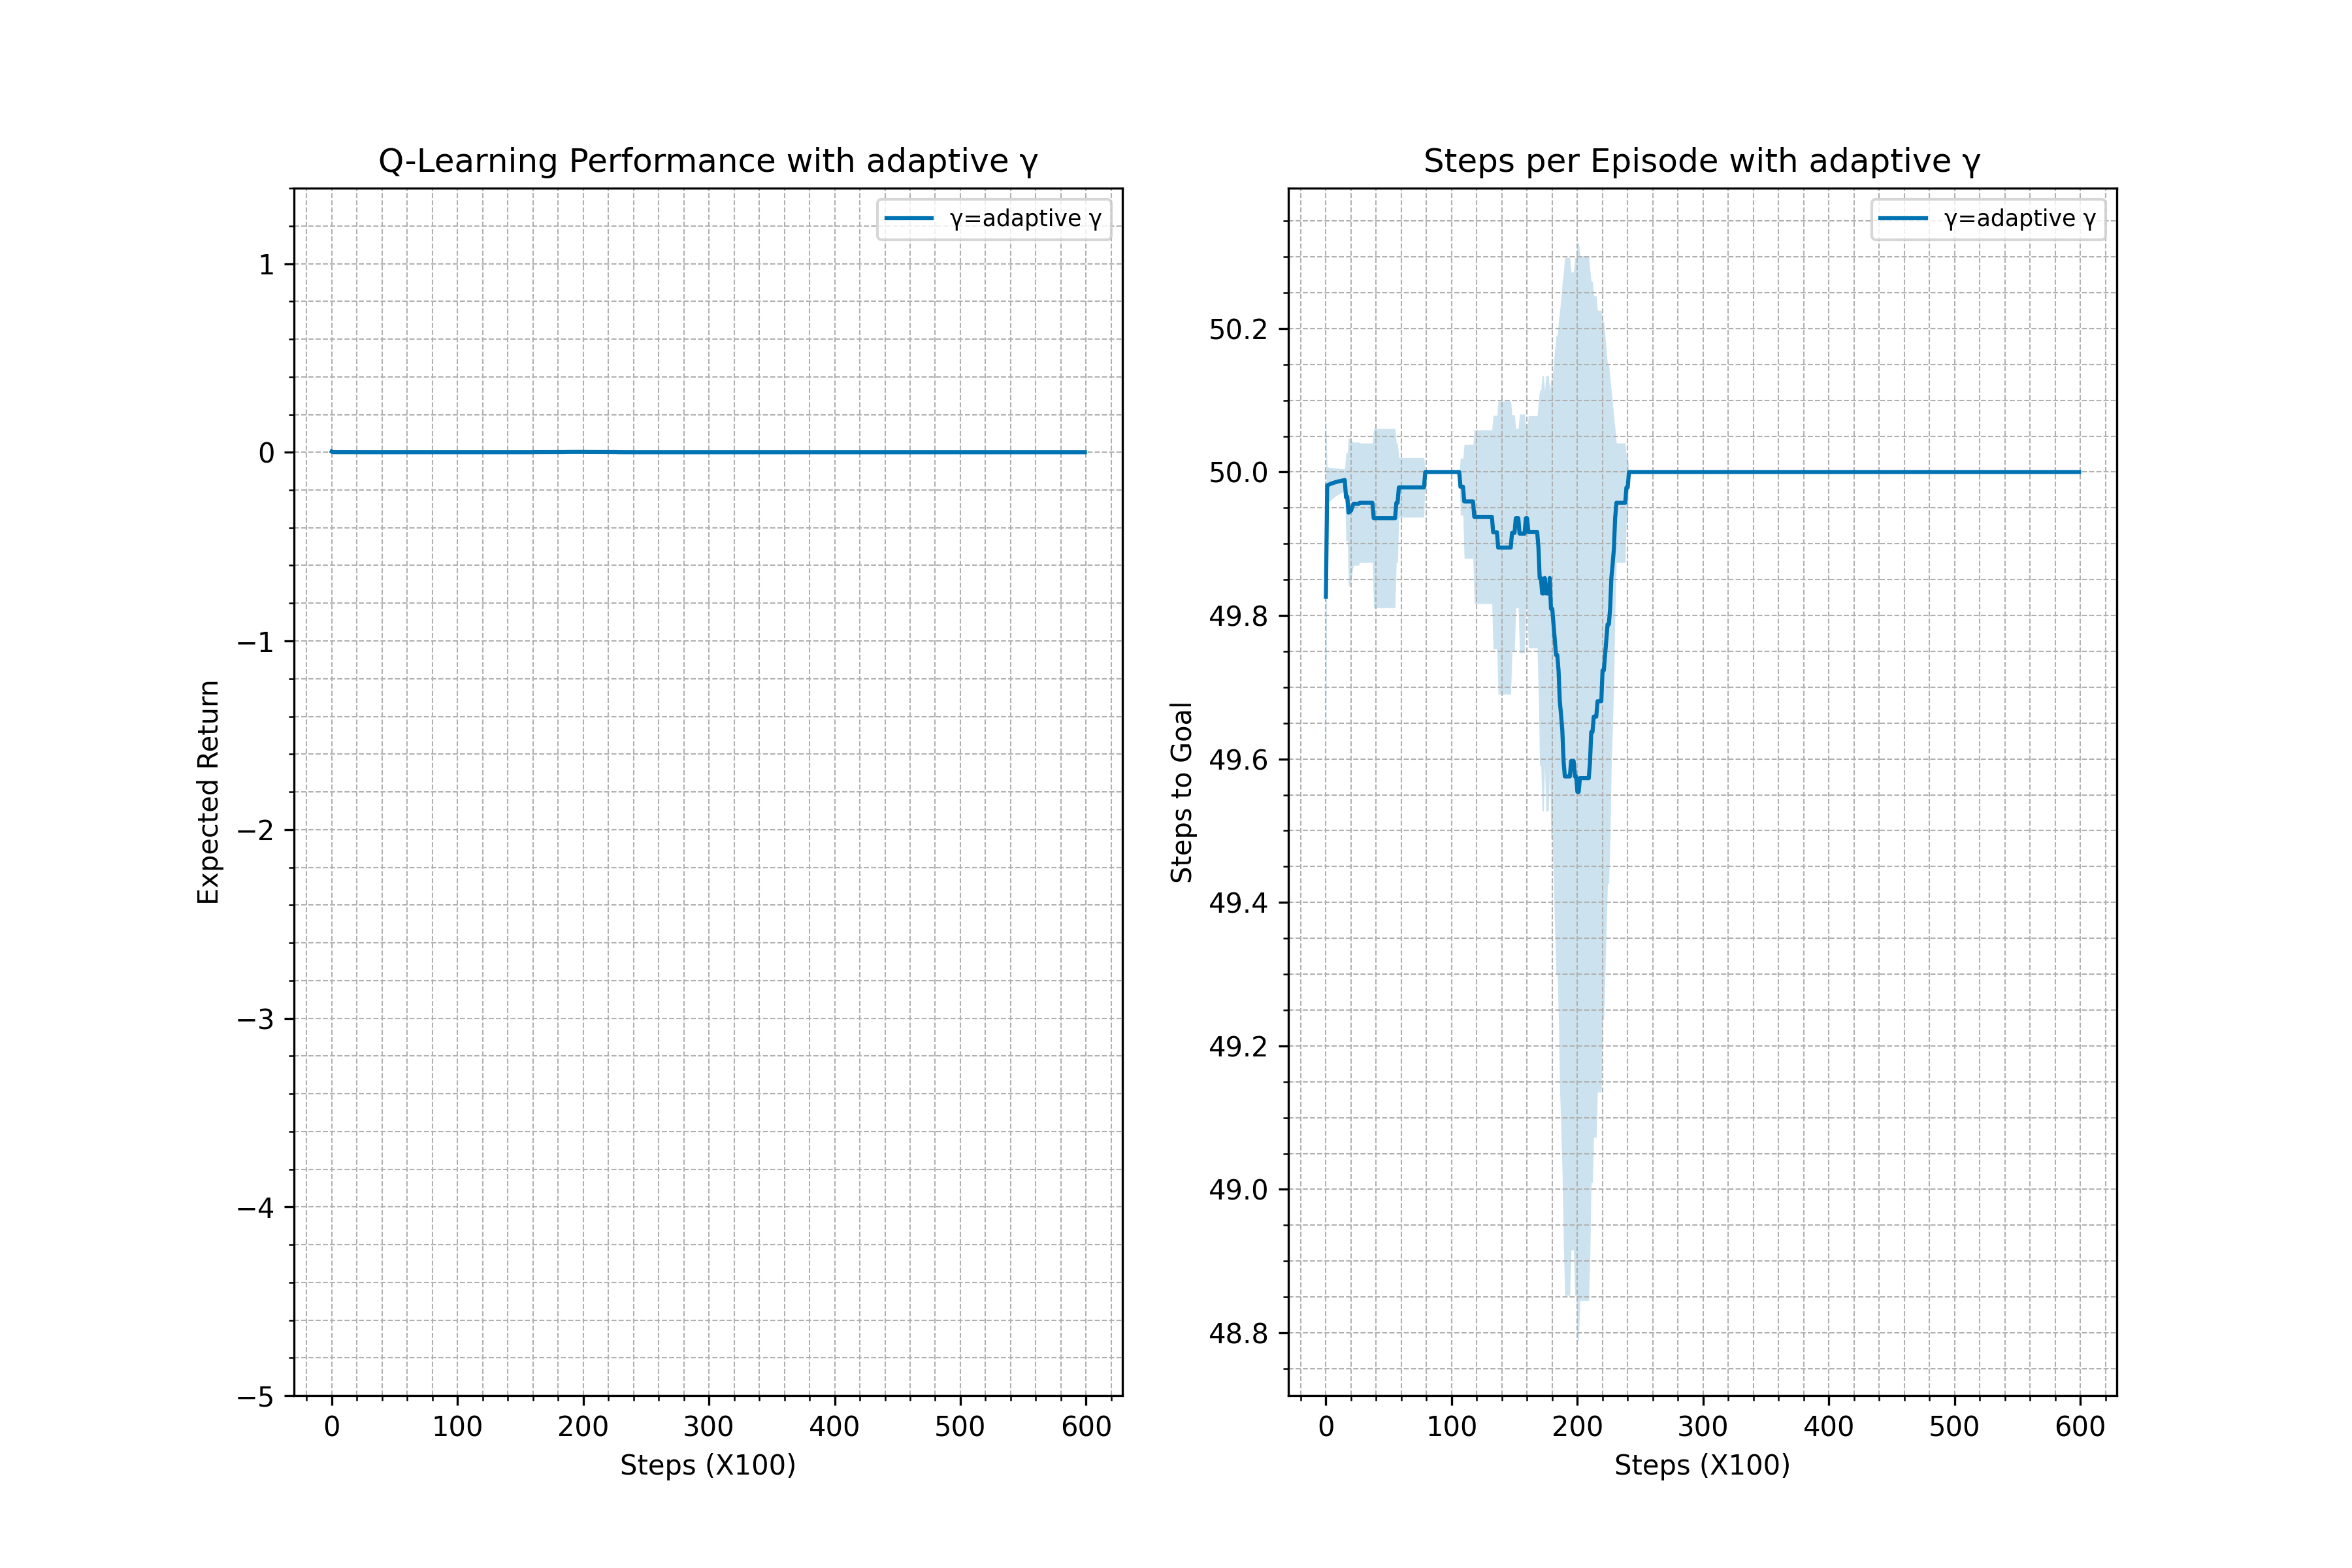 Q-Learning Performance with adaptive γ
γ=adaptive γ
1
0
−1
−2
−3
−4
−5
Expected Return
0 100 200 300 400 500 600
Steps (X100)
Steps per Episode with adaptive γ
γ=adaptive γ
50.2
50.0
49.8
49.6
49.4
49.2
49.0
48.8
Steps to Goal
0 100 200 300 400 500 600
Steps (X100)